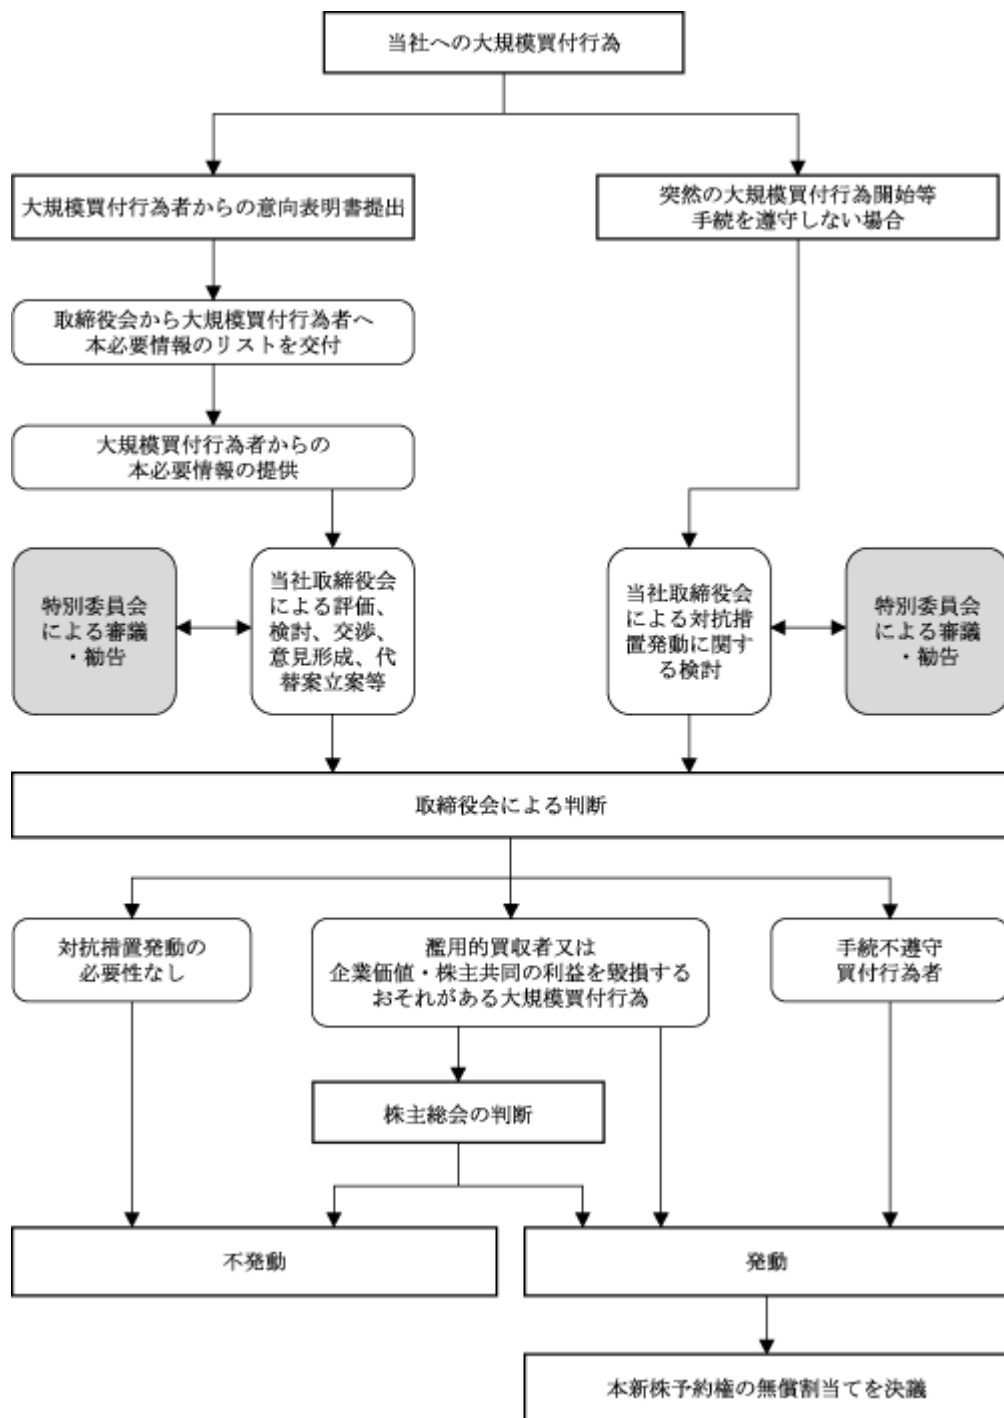 当社への大規模買付行為
大規模買付行為者からの意向表明書提出
突然の大規模買付行為開始等
手続を遵守しない場合
取締役会から大規模買付行為者へ
本必要情報のリストを交付
大規模買付行為者からの
本必要情報の提供
特別委員会
による審議
・勧告
当社取締役会
による評価、
検討、交渉、
意見形成、代
替案立案等
当社取締役会
による対抗措
置発動に関す
る検討
特別委員会
による審議
・勧告
取締役会による判断
対抗措置発動の
必要性なし
濫用的買収者又は
企業価値・株主共同の利益を毀損する
おそれがある大規模買付行為
手続不遵守
買付行為者
株主総会の判断
不発動
発動
本新株予約権の無償割当てを決議